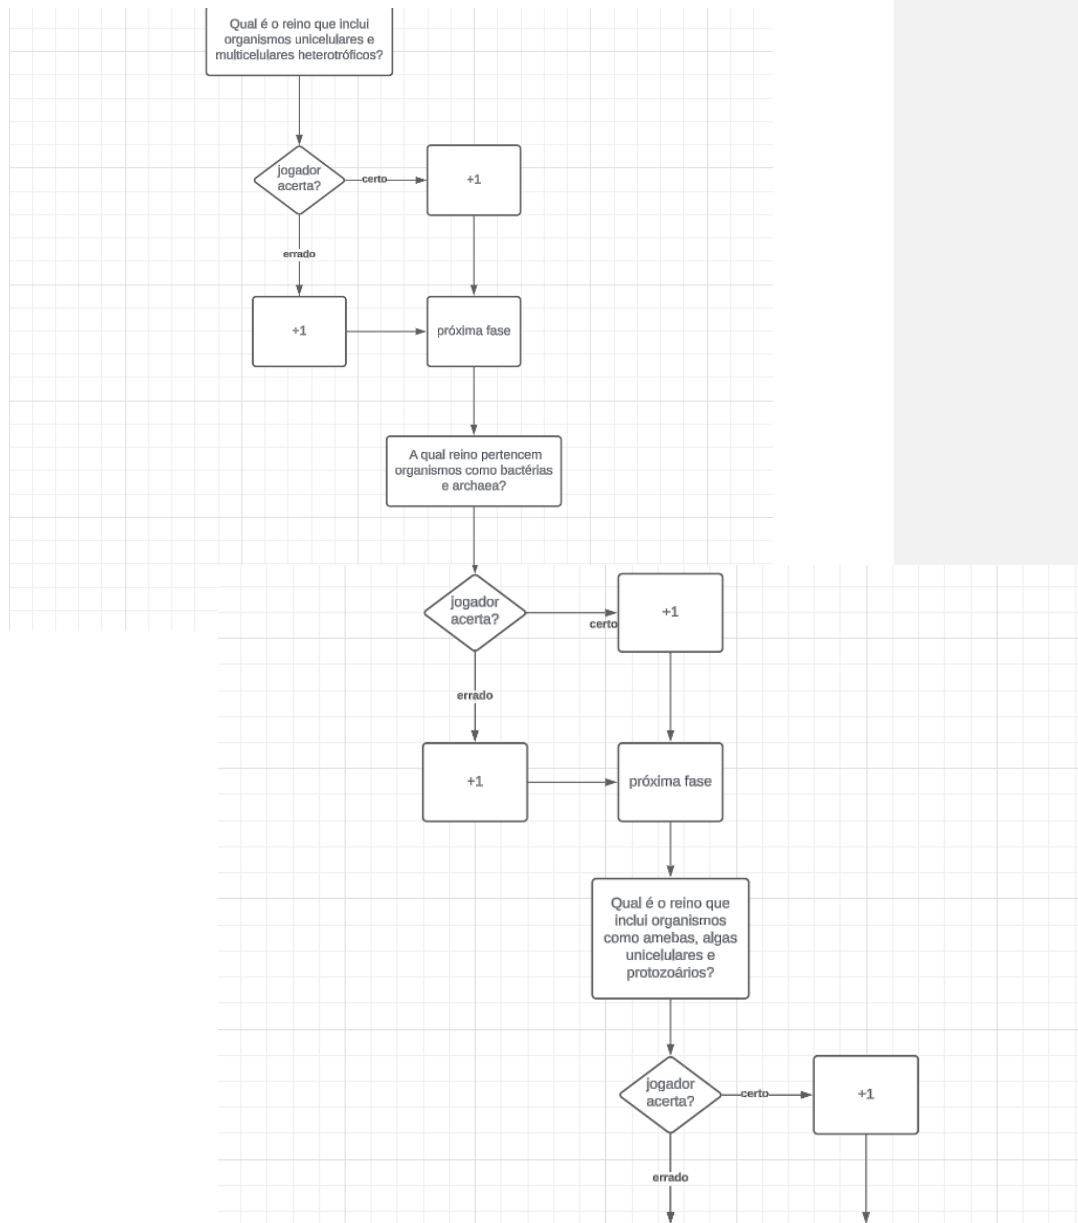 Qual é o reino que inclui
organismos unicelulares e
multicelulares heterotróficos?
jogador
acerta?
certo
+1
errado
+1
próxima fase
A qual reino pertencem
organismos como bactérias
e archaea?
jogador
acerta?
certo
+1
errado
+1
próxima fase
Qual é o reino que
inclui organismos
como amebas, algas
unicelulares e
protozoários?
jogador
acerta?
certo
+1
errado